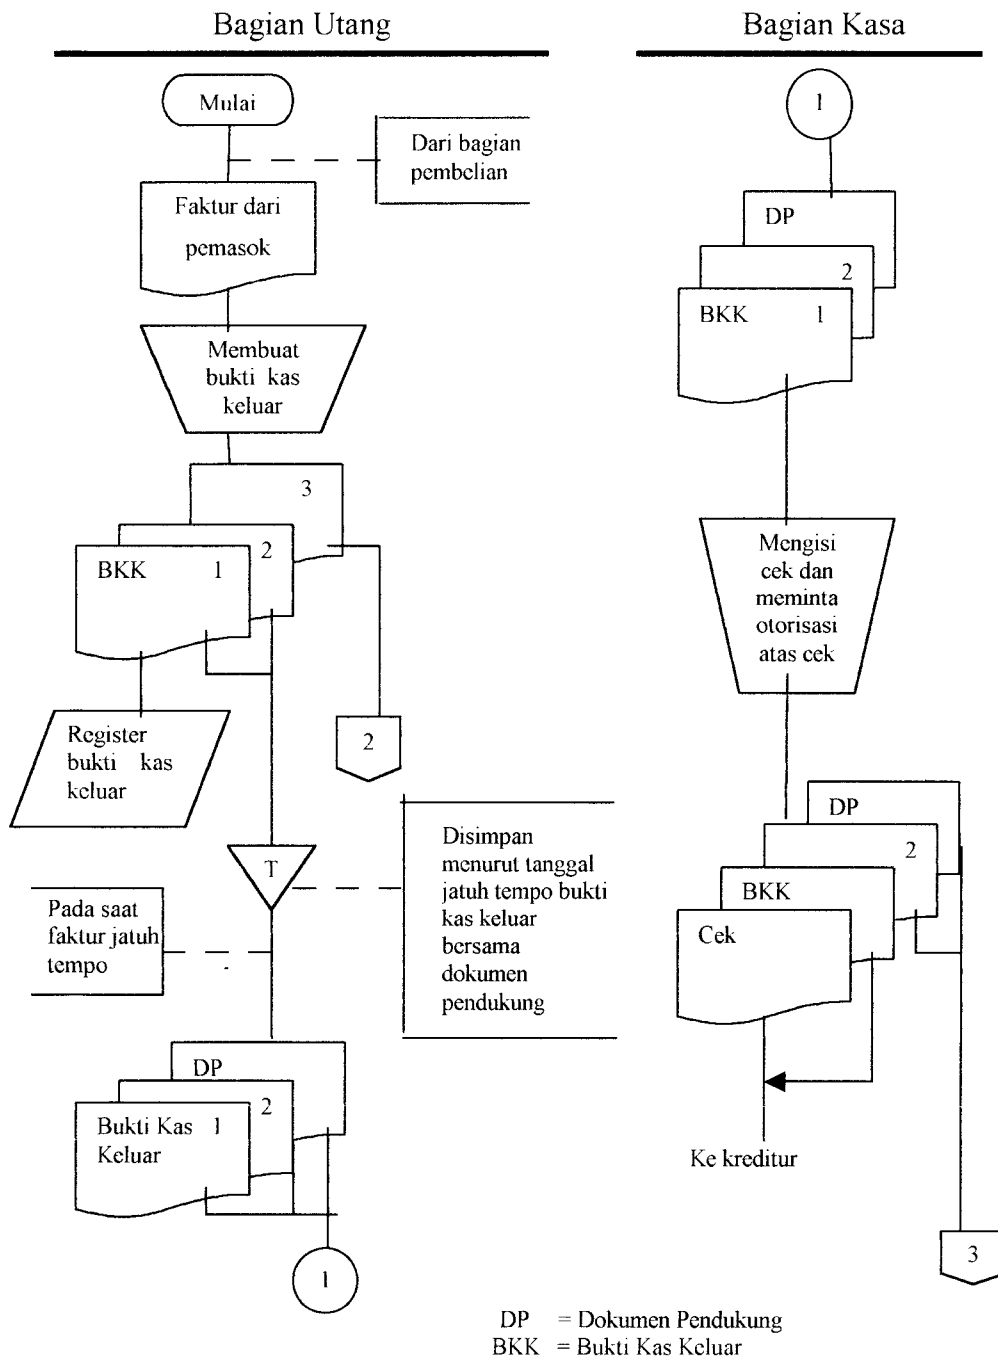 Bagian Utang
Mulai
Dari bagian
pembelian
Faktur dari
pemasok
Membuat
bukti kas
keluar
3
2
BKK 1
Register
bukti kas
keluar
2
T
Disimpan
menurut tanggal
jatuh tempo bukti
kas keluar
bersama
dokumen
pendukung
Pada saat
faktur jatuh
tempo
DP
2
Bukti Kas 1
Keluar
1
Bagian Kasa
1
DP
2
BKK 1
Mengisi
cek dan
meminta
otorisasi
atas cek
DP
2
BKK
Cek
Ke kreditur
3
DP = Dokumen Pendukung
BKK = Bukti Kas Keluar